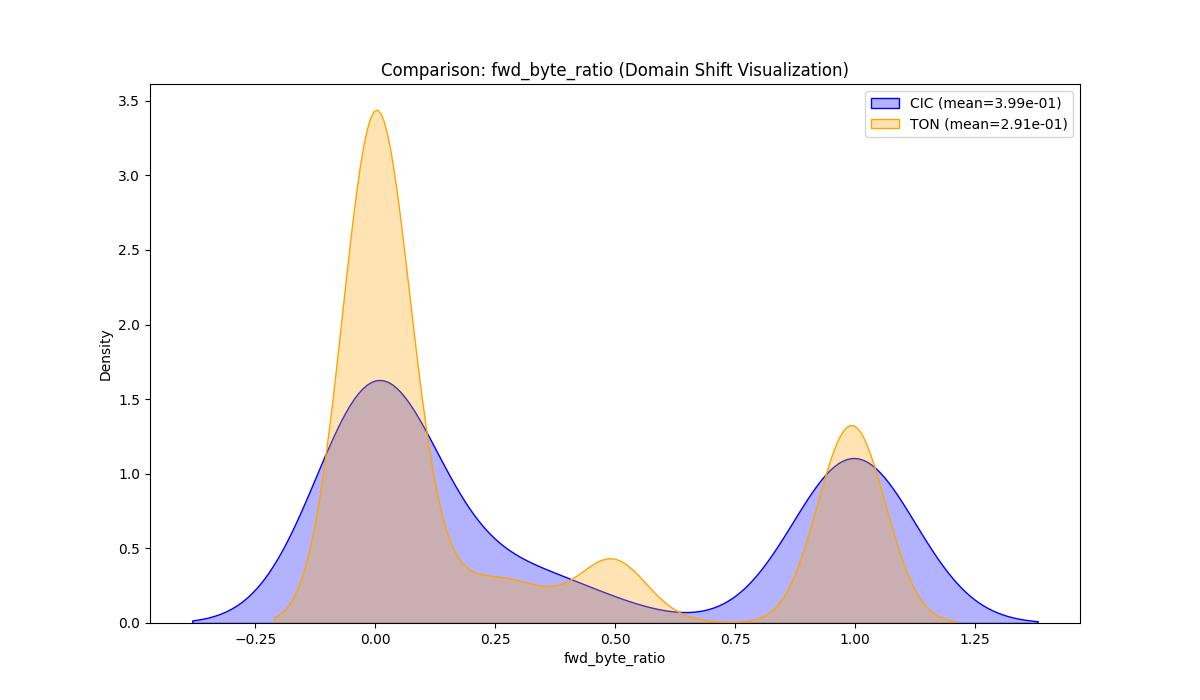 Comparison: fwd_byte_ratio (Domain Shift Visualization)
CIC (mean=3.99e-01)
TON (mean=2.91e-01)
Density
3.5
3.0
2.5
2.0
1.5
1.0
0.5
0.0
−0.25 0.00 0.25 0.50 0.75 1.00 1.25
fwd_byte_ratio